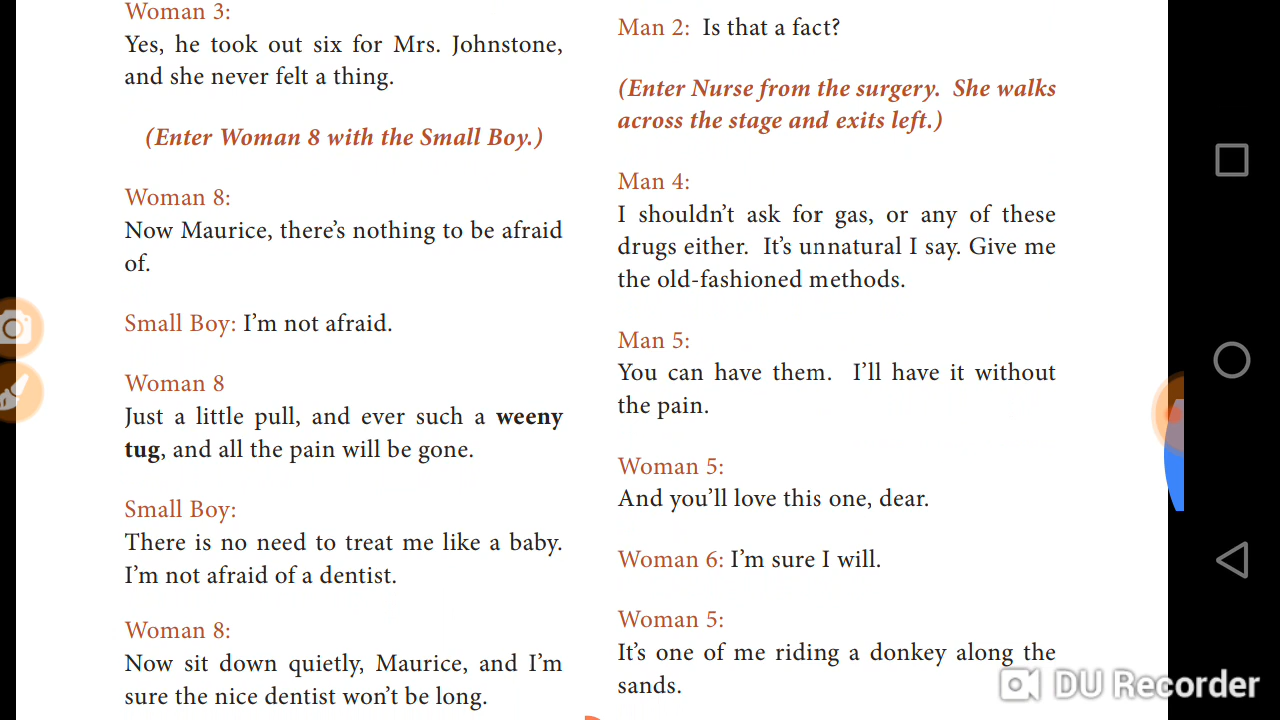 Woman 3:
Yes, he took out six for Mrs. Johnstone,
and she never felt a thing.
(Enter Woman 8 with the Small Boy.)
Woman 8:
Now Maurice, there’s nothing to be afraid
of.
Small Boy: I’m not afraid.
Woman 8
Just a little pull, and ever such a weeny
tug, and all the pain will be gone.
Small Boy:
There is no need to treat me like a baby.
I’m not afraid of a dentist.
Woman 8:
Now sit down quietly, Maurice, and I’m
sure the nice dentist won’t be long.
Man 2: Is that a fact?
(Enter Nurse from the surgery. She walks
across the stage and exits left.)
Man 4:
I shouldn’t ask for gas, or any of these
drugs either. It’s unnatural I say. Give me
the old-fashioned methods.
Man 5:
You can have them. I’ll have it without
the pain.
Woman 5:
And you’ll love this one, dear.
Woman 6: I’m sure I will.
Woman 5:
It’s one of me riding a donkey along the
sands.
DU Recorder